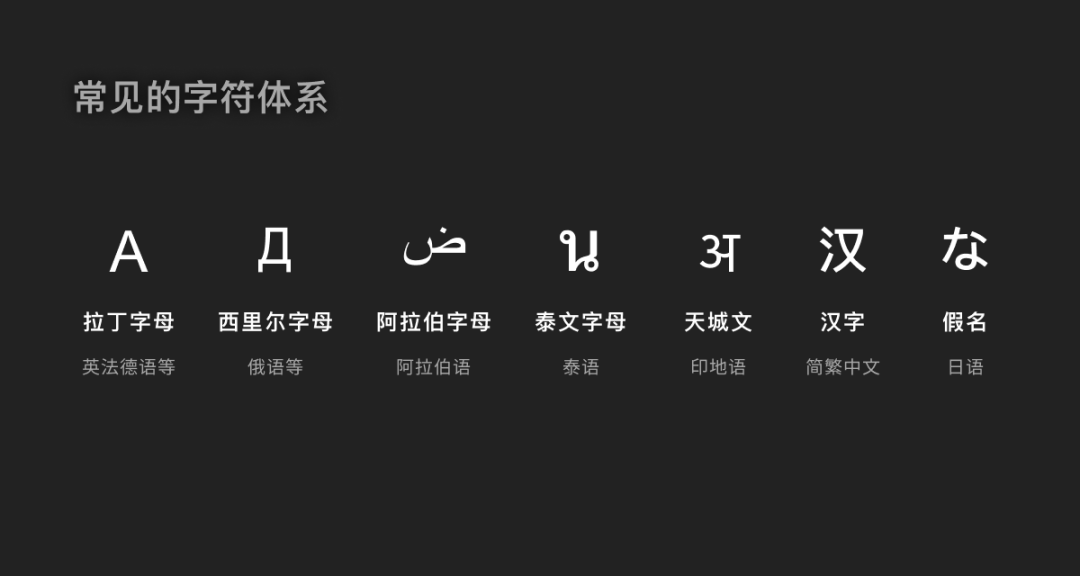 常见的字符体系
A Д ض น अ 汉 な
拉丁字母 西里尔字母 阿拉伯字母 泰文字母 天城文 汉字 假名
英法德语等 俄语等 阿拉伯语 泰语 印地语 简繁中文 日语